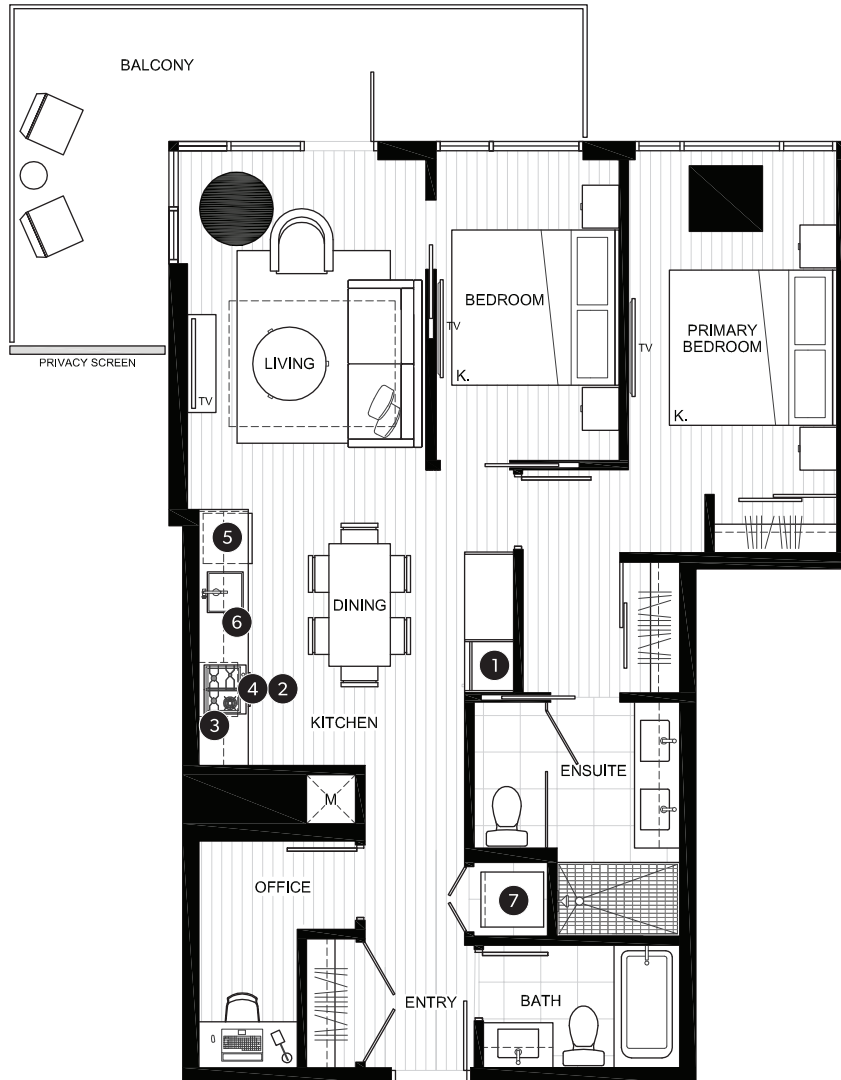 BALCONY
PRIVACY SCREEN
BEDROOM
TV
K.
PRIMARY
BEDROOM
TV
K.
LIVING
TV
5
6
DINING
1
4 2
3
KITCHEN
ENSUITE
M
OFFICE
7
ENTRY
BATH